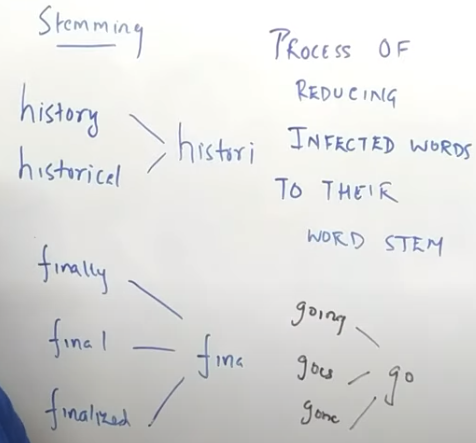 Stemming
history
historical
histori
PROCESS OF
REDUCING
INFECTED WORDS
TO THEIR
WORD STEM
finally
final
finalized
fina
going
goes
gone
go